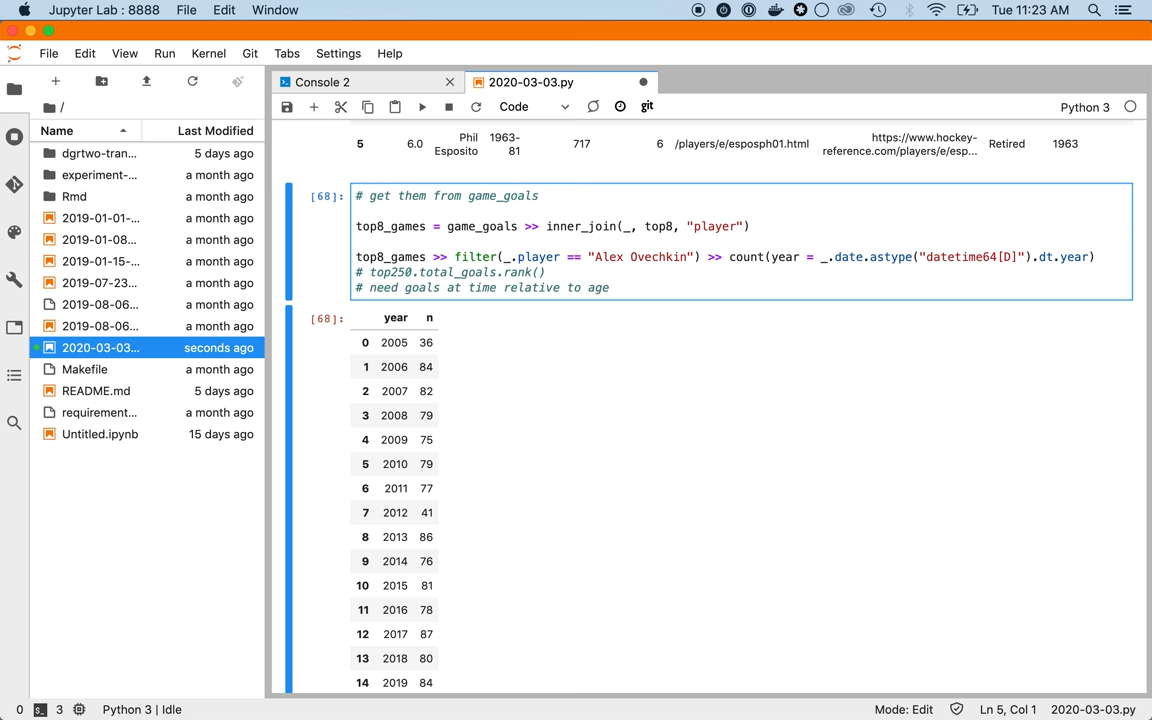 Jupyter Lab : 8888 File Edit Window Tue 11:23 AM
File Edit View Run Kernel Git Tabs Settings Help
Console 2
2020-03-03.py
Code
git
Python 3
/
Name Last Modified
dgrtwo-tran... 5 days ago
experiment-... a month ago
Rmd a month ago
2019-01-01-... a month ago
2019-01-08... a month ago
2019-01-15-... a month ago
2019-07-23... a month ago
2019-08-06... a month ago
2019-08-06... a month ago
2020-03-03... seconds ago
Makefile a month ago
README.md 5 days ago
requirement... a month ago
Untitled.ipynb 15 days ago
5 6.0 Phil Esposito 1963-81 717 6 /players/e/esposph01.html https://www.hockey-reference.com/players/e/esp... Retired 1963
[68]: # get them from game_goals
top8_games = game_goals >> inner_join(_, top8, "player")
top8_games >> filter(_.player == "Alex Ovechkin") >> count(year = _.date.astype("datetime64[D]").dt.year)
# top250.total_goals.rank()
# need goals at time relative to age
[68]: year n
0 2005 36
1 2006 84
2 2007 82
3 2008 79
4 2009 75
5 2010 79
6 2011 77
7 2012 41
8 2013 86
9 2014 76
10 2015 81
11 2016 78
12 2017 87
13 2018 80
14 2019 84
0 3 Python 3 | Idle Mode: Edit Ln 5, Col 1 2020-03-03.py